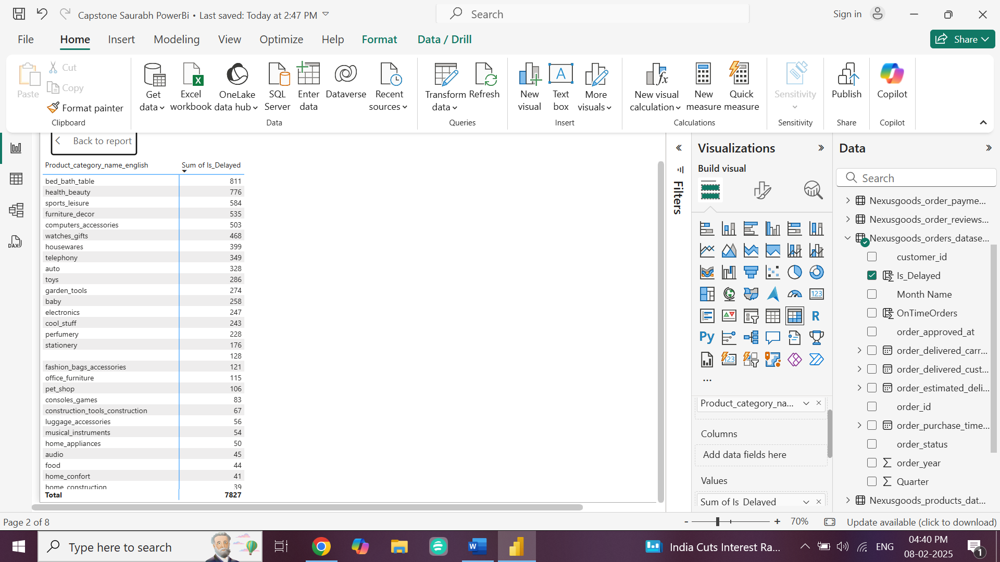 Capstone Saurabh PowerBi • Last saved: Today at 2:47 PM
Search
Sign in
File
Home
Insert
Modeling
View
Optimize
Help
Format
Data / Drill
Share
Paste
Cut
Copy
Format painter
Clipboard
Get data
Excel workbook
OneLake data hub
SQL Server
Enter data
Dataverse
Recent sources
Data
Transform data
Refresh
Queries
New visual
Text box
More visuals
Insert
New visual calculation
New measure
Quick measure
Calculations
Sensitivity
Sensitivity
Publish
Share
Copilot
Copilot
Back to report
Product_category_name_english Sum of Is_Delayed
bed_bath_table 811
health_beauty 776
sports_leisure 584
furniture_decor 535
computers_accessories 503
watches_gifts 468
housewares 399
telephony 349
auto 328
toys 286
garden_tools 274
baby 258
electronics 247
cool_stuff 243
perfumery 228
stationery 176
128
fashion_bags_accessories 121
office_furniture 115
pet_shop 106
consoles_games 83
construction_tools_construction 67
luggage_accessories 56
musical_instruments 54
home_appliances 50
audio 45
food 44
home_confort 41
home_construction 39
Total 7827
Filters
Visualizations
Build visual
123
R
Py
123
...
Product_category_na...
Columns
Add data fields here
Values
Sum of Is_Delayed
Data
Search
Nexusgoods_order_payme...
Nexusgoods_order_reviews...
Nexusgoods_orders_datase...
customer_id
Is_Delayed
Month Name
OnTimeOrders
order_approved_at
order_delivered_carr...
order_delivered_cust...
order_estimated_deli...
order_id
order_purchase_time...
order_status
order_year
Quarter
Nexusgoods_products_dat...
DAX
Page 2 of 8
- + 70%
Update available (click to download)
Type here to search
India Cuts Interest Ra...
ENG
04:40 PM
08-02-2025
1